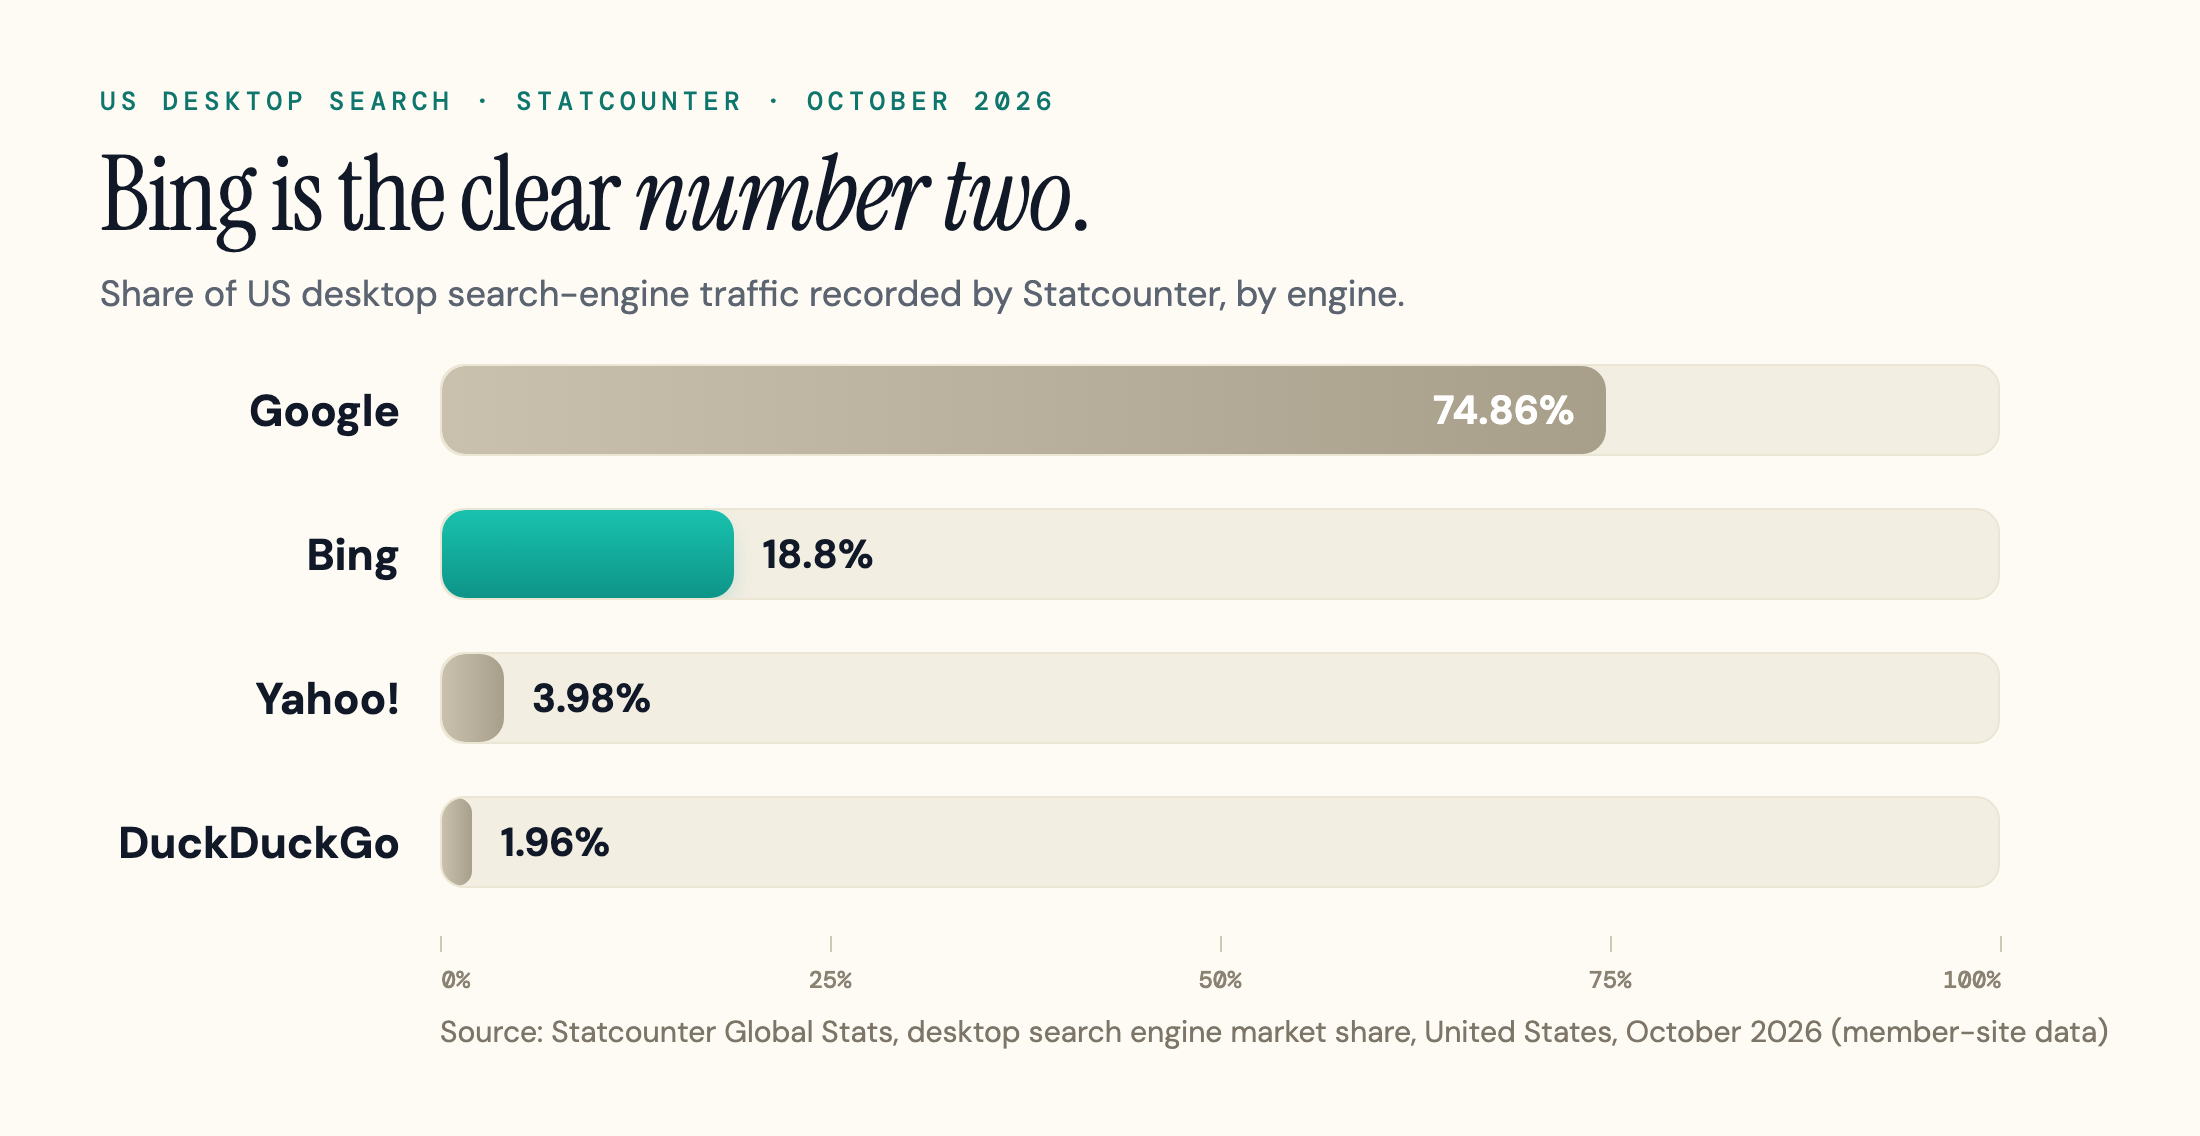 US DESKTOP SEARCH · STATCOUNTER · OCTOBER 2026
Bing is the clear number two.
Share of US desktop search-engine traffic recorded by Statcounter, by engine.
Google 74.86%
Bing 18.8%
Yahoo! 3.98%
DuckDuckGo 1.96%
0% 25% 50% 75% 100%
Source: Statcounter Global Stats, desktop search engine market share, United States, October 2026 (member-site data)